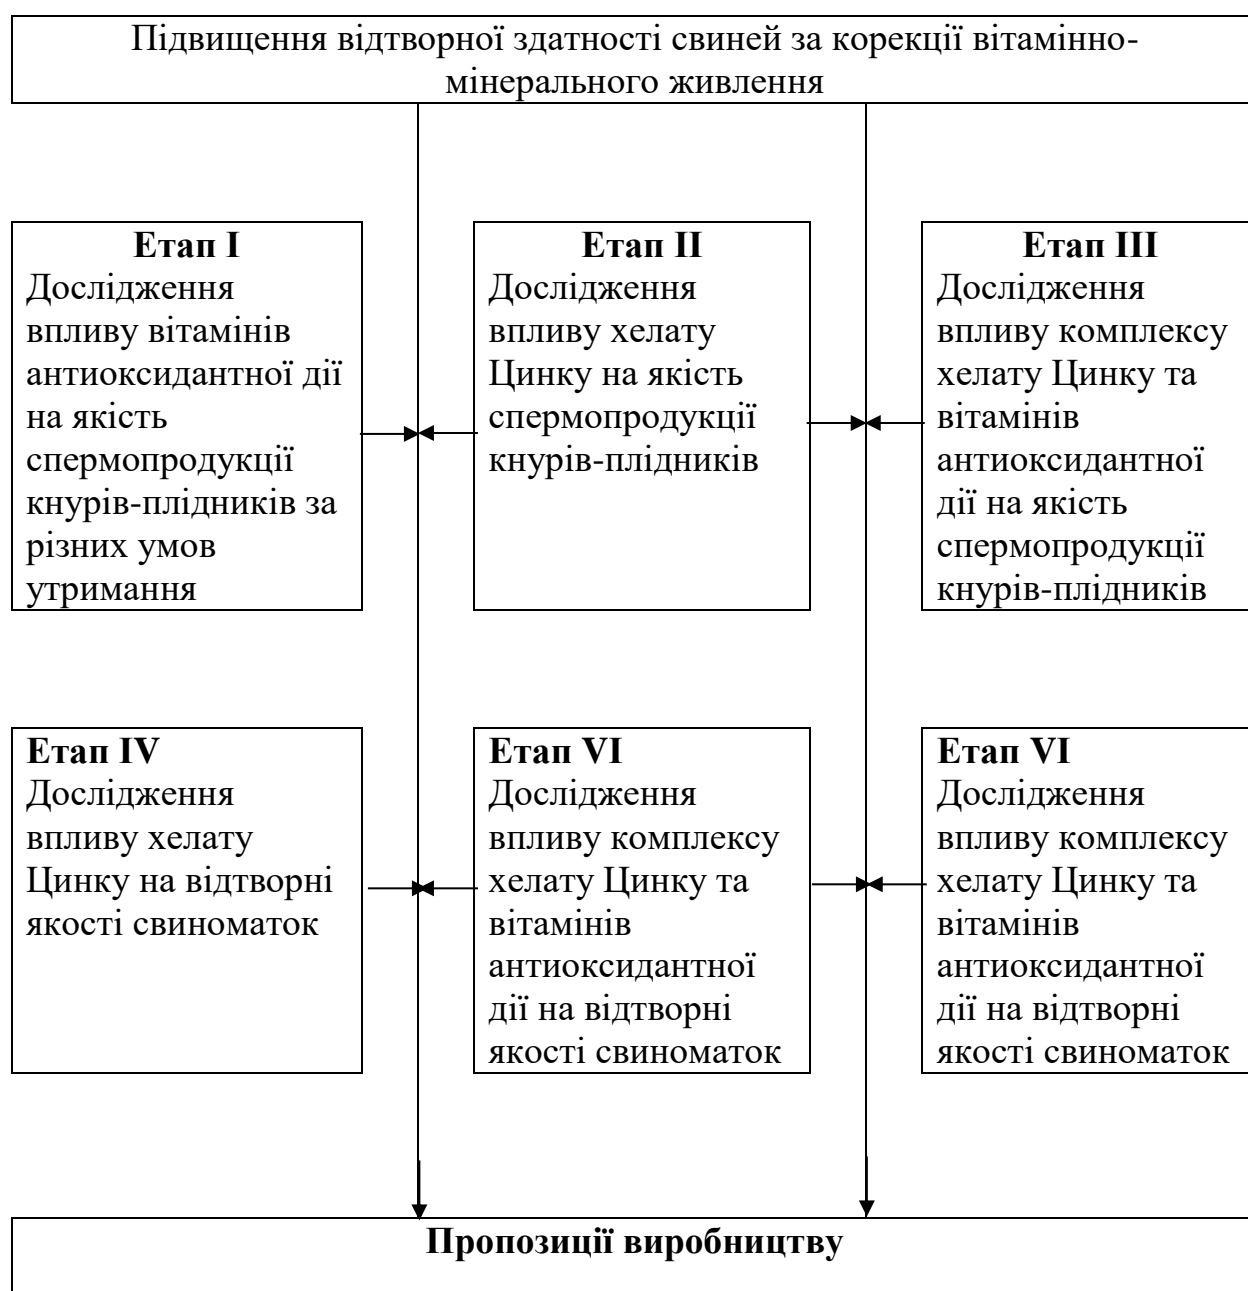 Підвищення відтворної здатності свиней за корекції вітамінно-
мінерального живлення
Етап I
Дослідження
впливу вітамінів
антиоксидантної дії
на якість
спермопродукції
кнурів-плідників за
різних умов
утримання
Етап II
Дослідження
впливу хелату
Цинку на якість
спермопродукції
кнурів-плідників
Етап III
Дослідження
впливу комплексу
хелату Цинку та
вітамінів
антиоксидантної
дії на якість
спермопродукції
кнурів-плідників
Етап IV
Дослідження
впливу хелату
Цинку на відтворні
якості свиноматок
Етап VI
Дослідження
впливу комплексу
хелату Цинку та
вітамінів
антиоксидантної
дії на відтворні
якості свиноматок
Етап VI
Дослідження
впливу комплексу
хелату Цинку та
вітамінів
антиоксидантної
дії на відтворні
якості свиноматок
Пропозиції виробництву